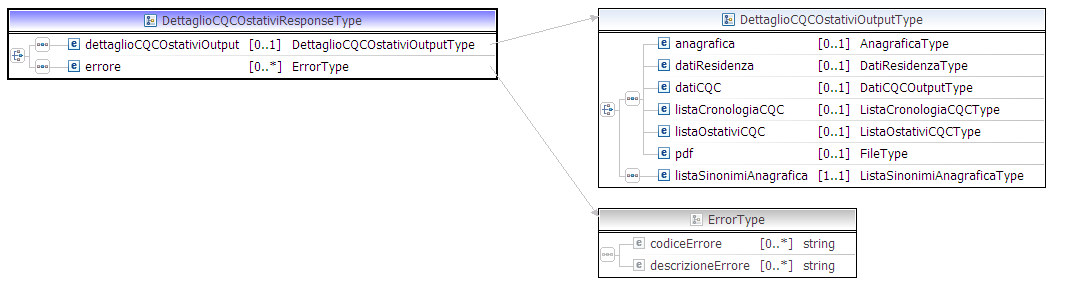 DettaglioCQCOstativiResponseType
dettaglioCQCOstativiOutput [0..1] DettaglioCQCOstativiOutputType
errore [0..*] ErrorType
DettaglioCQCOstativiOutputType
anagrafica [0..1] AnagraficaType
datiResidenza [0..1] DatiResidenzaType
datiCQC [0..1] DatiCQCOutputType
listaCronologiaCQC [0..1] ListaCronologiaCQCType
listaOstativiCQC [0..1] ListaOstativiCQCType
pdf [0..1] FileType
listaSinonimiAnagrafica [1..1] ListaSinonimiAnagraficaType
ErrorType
codiceErrore [0..*] string
descrizioneErrore [0..*] string